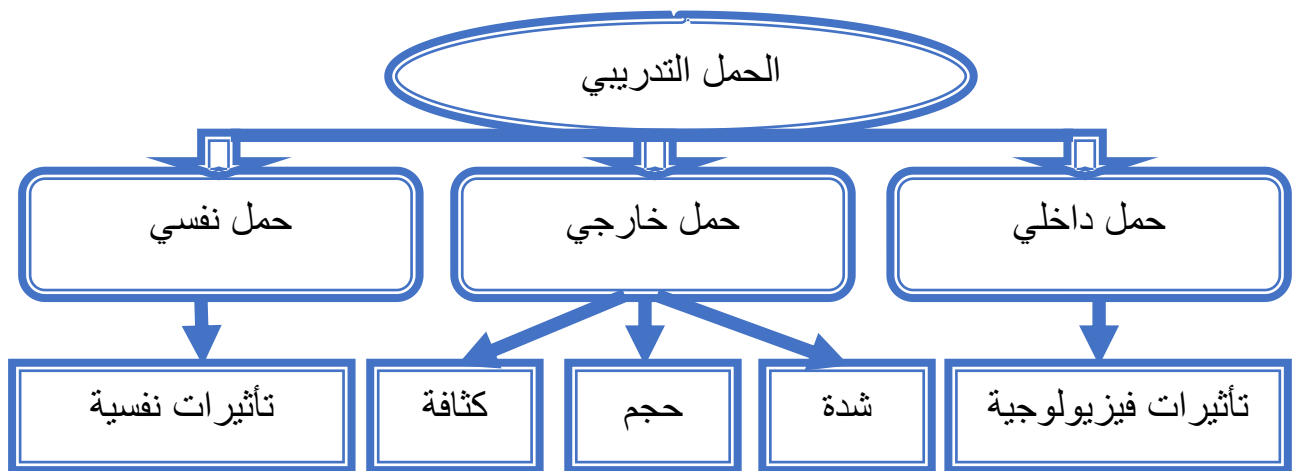 الحمل التدريبي
حمل داخلي
حمل خارجي
حمل نفسي
تأثيرات فيزيولوجية
شدة
حجم
كثافة
تأثيرات نفسية